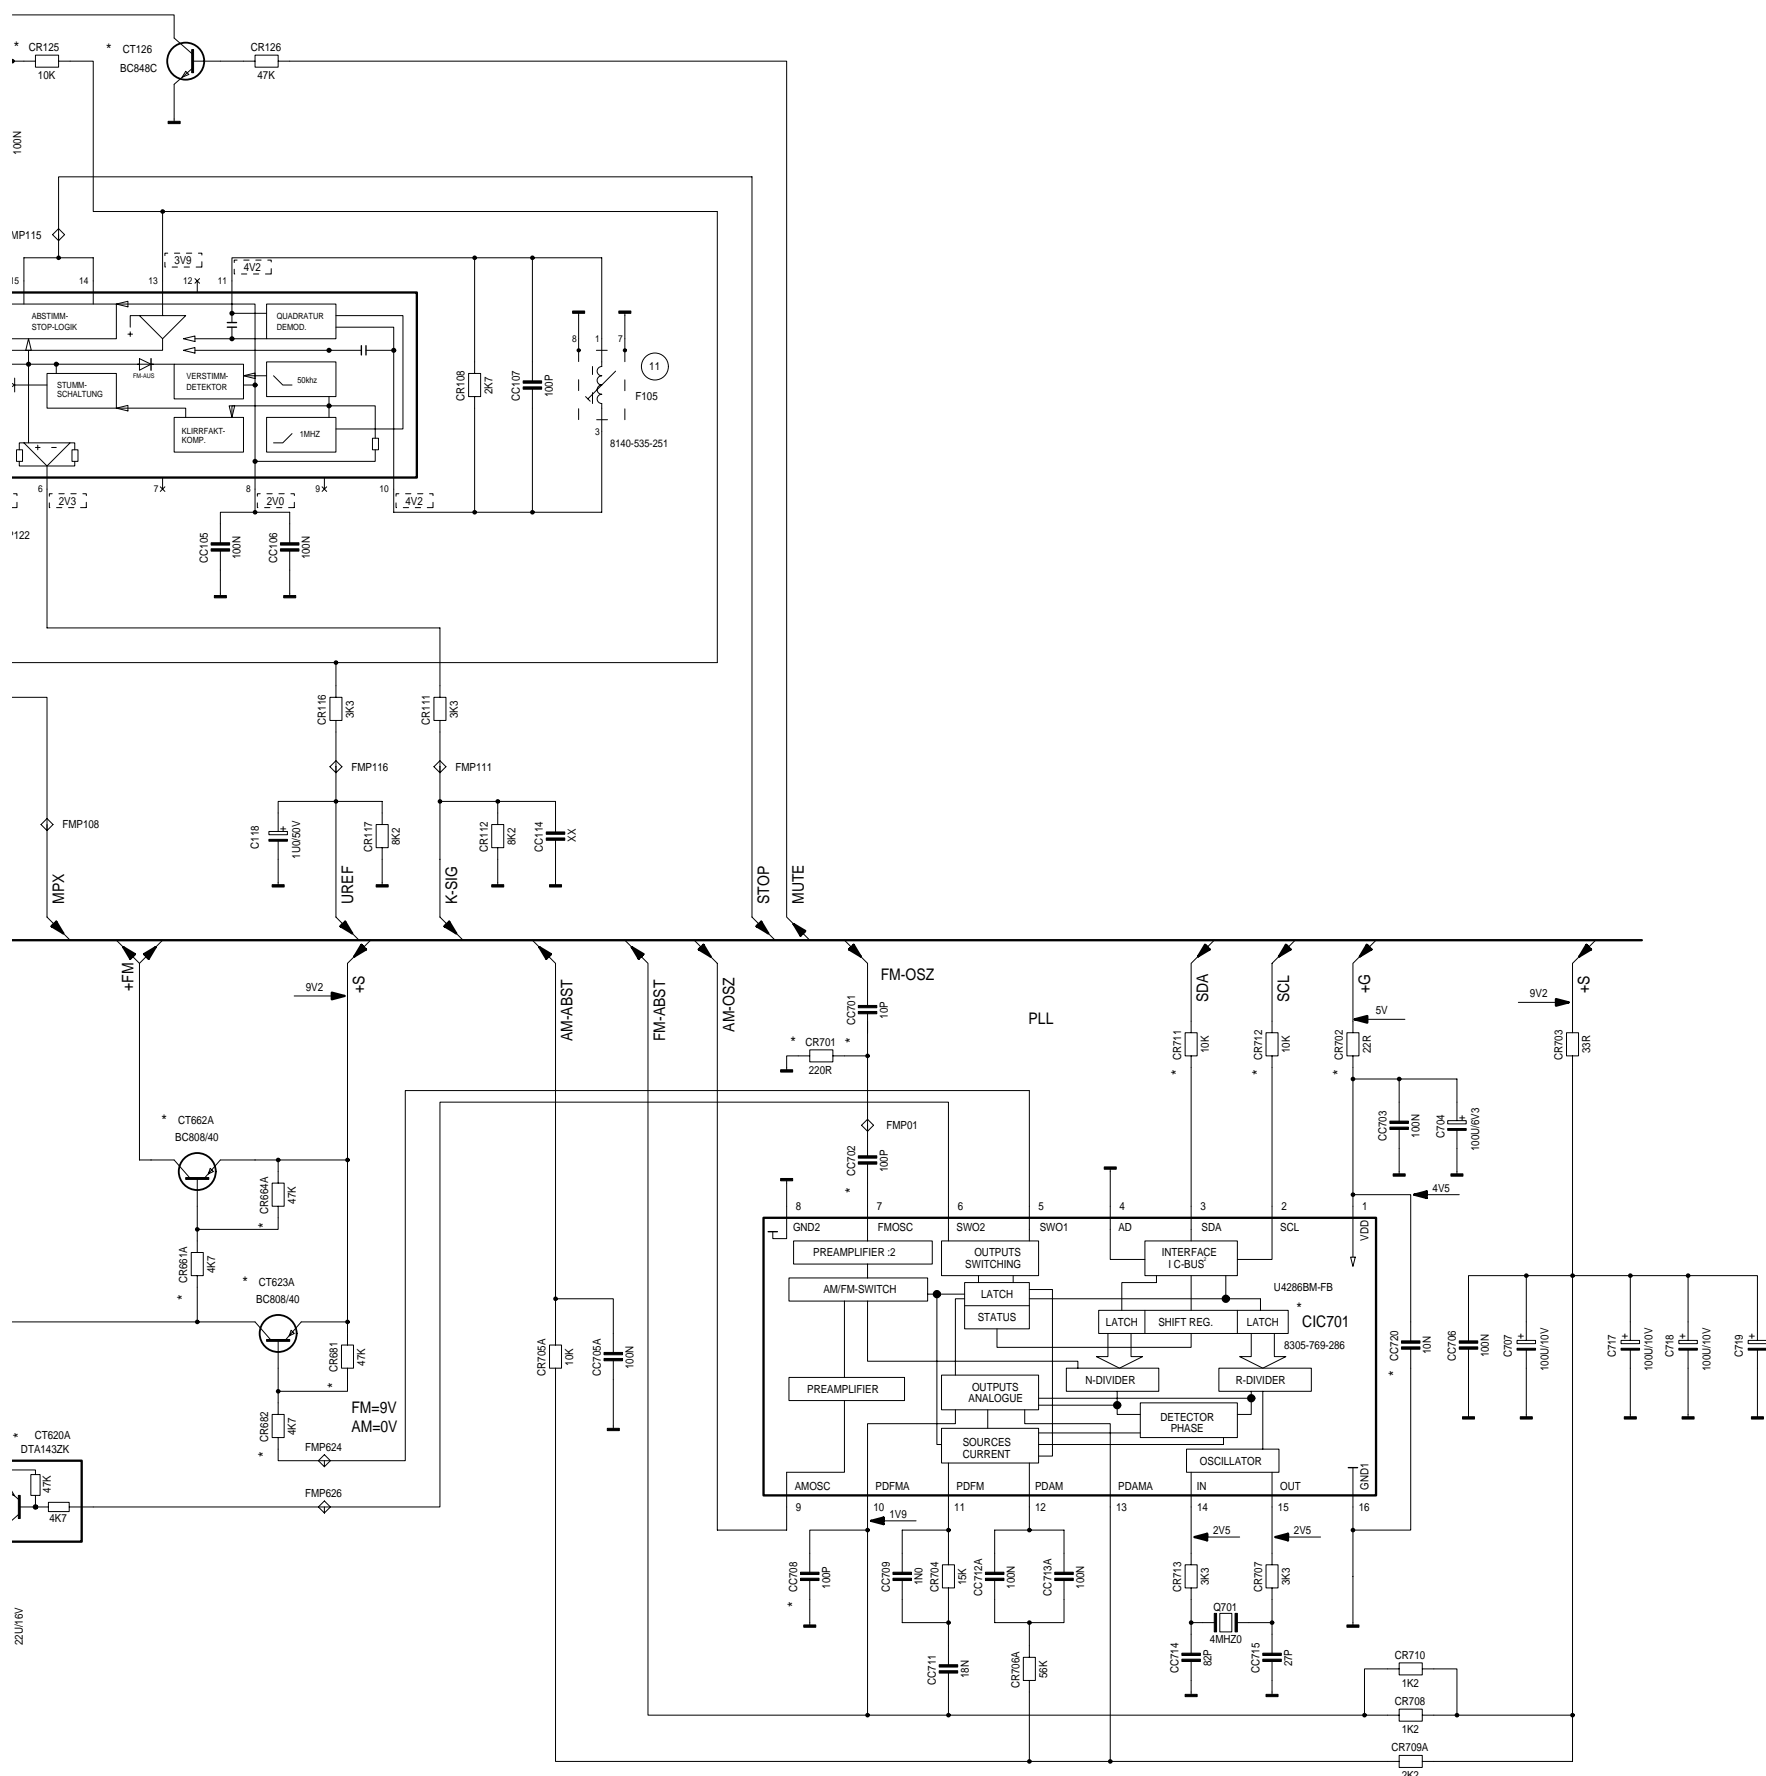 * CR125
10K
* CT126
BC848C
CR126
47K
100N
MP115
3V9
4V2
15
14
13
12
11
ABSTIMM-
STOP-LOGIK
+
QUADRATUR
DEMOD.
FM-AUS
VERSTIMM-
DETEKTOR
50khz
STUMM-
SCHALTUNG
KLIRRFAKT-
KOMP.
1MHZ
+ -
6
2V3
7
8
2V0
9
10
4V2
P122
CC105
100N
CC106
100N
CR108
2K7
CC107
100P
8
1
7
11
F105
3
8140-535-251
CR116
3K3
CR111
3K3
FMP116
FMP111
FMP108
C118
+
1U0/50V
CR117
8K2
CR112
8K2
CC114
XX
MPX
UREF
K-SIG
STOP
MUTE
+FM
9V2
+S
AM-ABST
FM-ABST
AM-OSZ
FM-OSZ
SDA
SCL
+G
9V2
+S
CC701
10P
*
PLL
5V
* CR701
220R
CR711
10K
*
CR712
10K
*
CR702
22R
*
CR703
33R
* CT662A
BC808/40
FMP01
CC702
100P
*
CC703
100N
C704
+
100U/6V3
CR664A
47K
*
4V5
8
7
6
5
4
3
2
1
GND2
FMOSC
SWO2
SWO1
AD
SDA
SCL
VDD
CR661A
4K7
*
PREAMPLIFIER :2
OUTPUTS
SWITCHING
INTERFACE
I2C-BUS
* CT623A
BC808/40
AM/FM-SWITCH
LATCH
STATUS
U4286BM-FB
*
CIC701
LATCH
SHIFT REG.
LATCH
8305-769-286
CR681
47K
*
CR705A
10K
CC705A
100N
CC720
10N
*
CC706
100N
C707
+
100U/10V
C717
+
100U/10V
C718
+
100U/10V
C719
+
PREAMPLIFIER
OUTPUTS
ANALOGUE
N-DIVIDER
R-DIVIDER
FM=9V
AM=0V
CR682
4K7
*
DETECTOR
PHASE
* CT620A
DTA143ZK
FMP624
SOURCES
CURRENT
OSCILLATOR
47K
4K7
FMP626
AMOSC
PDFMA
PDFM
PDAM
PDAMA
IN
OUT
GND1
9
10
11
12
13
14
15
16
1V9
2V5
2V5
CC708
100P
*
CC709
1N0
CR704
15K
CC712A
100N
CC713A
100N
CR713
3K3
CR707
3K3
22U/16V
Q701
4MHZ0
CC711
18N
CR706A
56K
CC714
82P
CC715
27P
CR710
1K2
CR708
1K2
CR709A
2K2